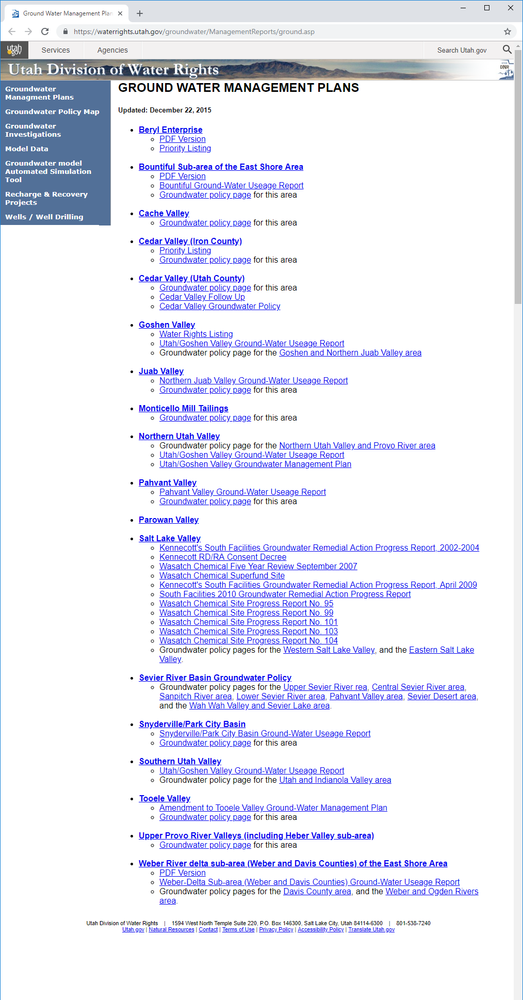 Ground Water Management Plan
https://waterrights.utah.gov/groundwater/ManagementReports/ground.asp
utah.gov Services Agencies Search Utah.gov
Utah Division of Water Rights
UTAH
DNR
Groundwater
Managment Plans
Groundwater Policy Map
Groundwater
Investigations
Model Data
Groundwater model
Automated Simulation
Tool
Recharge & Recovery
Projects
Wells / Well Drilling
GROUND WATER MANAGEMENT PLANS
Updated: December 22, 2015
Beryl Enterprise
PDF Version
Priority Listing
Bountiful Sub-area of the East Shore Area
PDF Version
Bountiful Ground-Water Useage Report
Groundwater policy page for this area
Cache Valley
Groundwater policy page for this area
Cedar Valley (Iron County)
Priority Listing
Groundwater policy page for this area
Cedar Valley (Utah County)
Groundwater policy page for this area
Cedar Valley Follow Up
Cedar Valley Groundwater Policy
Goshen Valley
Water Rights Listing
Utah/Goshen Valley Ground-Water Useage Report
Groundwater policy page for the Goshen and Northern Juab Valley area
Juab Valley
Northern Juab Valley Ground-Water Useage Report
Groundwater policy page for this area
Monticello Mill Tailings
Groundwater policy page for this area
Northern Utah Valley
Groundwater policy page for the Northern Utah Valley and Provo River area
Utah/Goshen Valley Ground-Water Useage Report
Utah/Goshen Valley Groundwater Management Plan
Pahvant Valley
Pahvant Valley Ground-Water Useage Report
Groundwater policy page for this area
Parowan Valley
Salt Lake Valley
Kennecott's South Facilities Groundwater Remedial Action Progress Report, 2002-2004
Kennecott RD/RA Consent Decree
Wasatch Chemical Five Year Review September 2007
Wasatch Chemical Superfund Site
Kennecott's South Facilities Groundwater Remedial Action Progress Report, April 2009
South Facilities 2010 Groundwater Remedial Action Progress Report
Wasatch Chemical Site Progress Report No. 95
Wasatch Chemical Site Progress Report No. 99
Wasatch Chemical Site Progress Report No. 101
Wasatch Chemical Site Progress Report No. 103
Wasatch Chemical Site Progress Report No. 104
Groundwater policy pages for the Western Salt Lake Valley, and the Eastern Salt Lake
Valley.
Sevier River Basin Groundwater Policy
Groundwater policy pages for the Upper Sevier River rea, Central Sevier River area,
Sanpitch River area, Lower Sevier River area, Pahvant Valley area, Sevier Desert area,
and the Wah Wah Valley and Sevier Lake area.
Snyderville/Park City Basin
Snyderville/Park City Basin Ground-Water Useage Report
Groundwater policy page for this area
Southern Utah Valley
Utah/Goshen Valley Ground-Water Useage Report
Groundwater policy page for the Utah and Indianola Valley area
Tooele Valley
Amendment to Tooele Valley Ground-Water Management Plan
Groundwater policy page for this area
Upper Provo River Valleys (including Heber Valley sub-area)
Groundwater policy page for this area
Weber River delta sub-area (Weber and Davis Counties) of the East Shore Area
PDF Version
Weber-Delta Sub-area (Weber and Davis Counties) Ground-Water Useage Report
Groundwater policy pages for the Davis County area, and the Weber and Ogden Rivers
area.
Utah Division of Water Rights | 1594 West North Temple Suite 220, P.O. Box 146300, Salt Lake City, Utah 84114-6300 | 801-538-7240
Utah.gov | Natural Resources | Contact | Terms of Use | Privacy Policy | Accessibility Policy | Translate Utah.gov